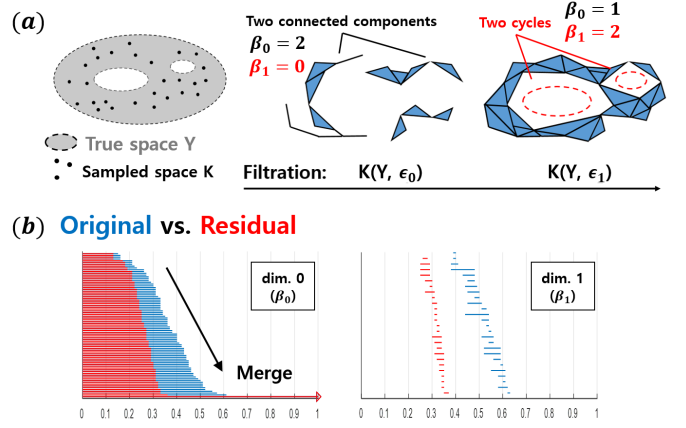 (a)
Two connected components
β₀ = 2
β₁ = 0
Two cycles
β₀ = 1
β₁ = 2
True space Y
Sampled space K
Filtration: K(Y, ϵ₀) K(Y, ϵ₁)
(b) Original vs. Residual
dim. 0
(β₀)
Merge
0 0.1 0.2 0.3 0.4 0.5 0.6 0.7 0.8 0.9 1
dim. 1
(β₁)
0 0.1 0.2 0.3 0.4 0.5 0.6 0.7 0.8 0.9 1